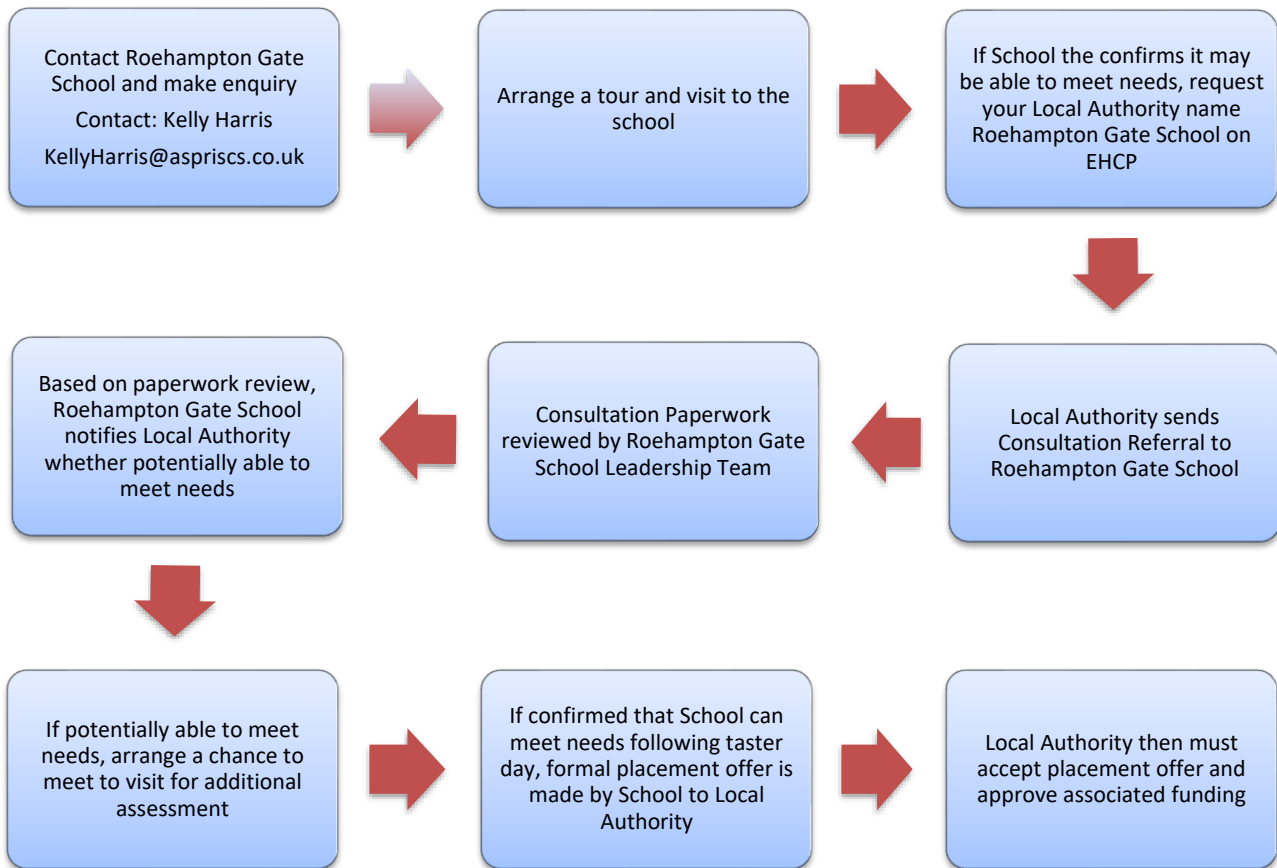 Contact Roehampton Gate
School and make enquiry
Contact: Kelly Harris
KellyHarris@aspriscs.co.uk
Arrange a tour and visit to the
school
If School the confirms it may
be able to meet needs, request
your Local Authority name
Roehampton Gate School on
EHCP
Local Authority sends
Consultation Referral to
Roehampton Gate School
Consultation Paperwork
reviewed by Roehampton Gate
School Leadership Team
Based on paperwork review,
Roehampton Gate School
notifies Local Authority
whether potentially able to
meet needs
If potentially able to meet
needs, arrange a chance to
meet to visit for additional
assessment
If confirmed that School can
meet needs following taster
day, formal placement offer is
made by School to Local
Authority
Local Authority then must
accept placement offer and
approve associated funding